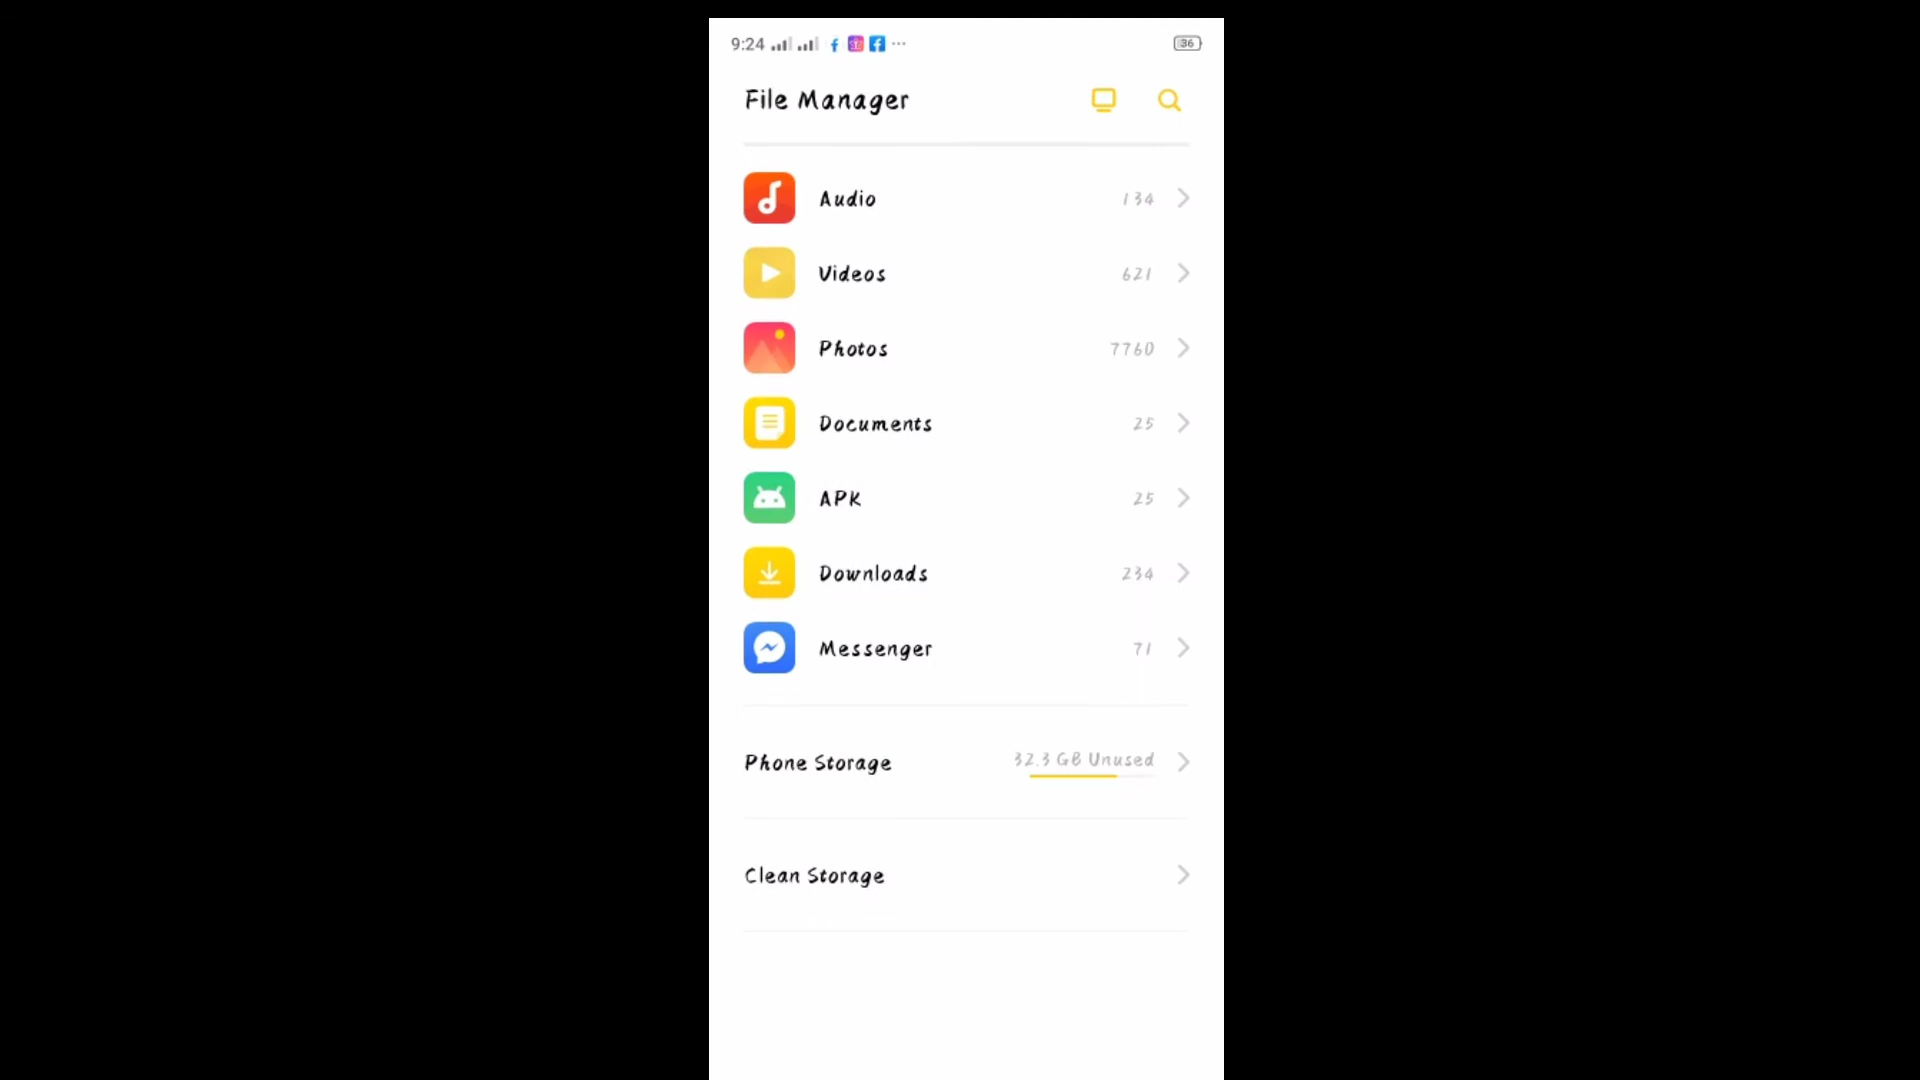 9:24 36
File Manager
Audio 134
Videos 621
Photos 7760
Documents 25
APK 25
Downloads 234
Messenger 71
Phone Storage 32.3 GB Unused
Clean Storage